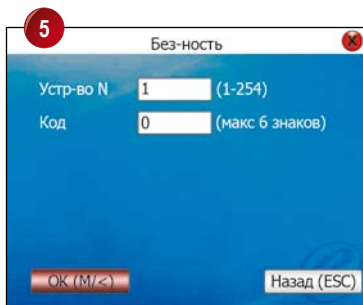 5
Без-ность
Устр-во N 1 (1-254)
Код 0 (макс 6 знаков)
OK (M/<) Назад (ESC)